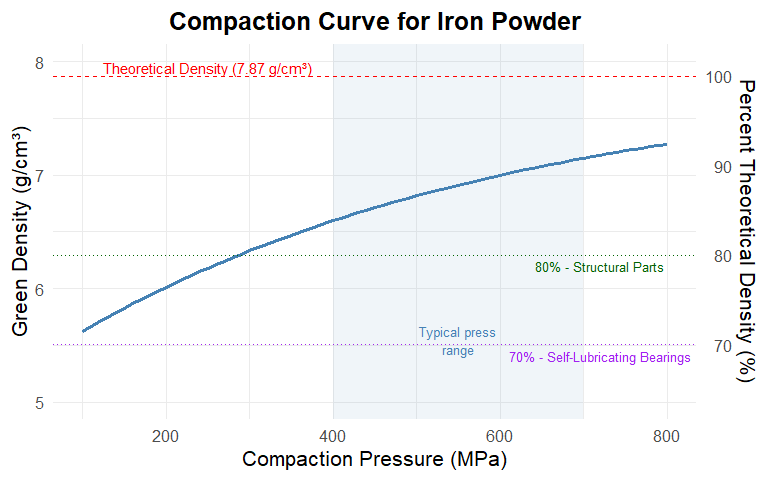 Compaction Curve for Iron Powder
Theoretical Density (7.87 g/cm³)
8
7
6
5
Green Density (g/cm³)
100
90
80
70
Percent Theoretical Density (%)
80% - Structural Parts
Typical press
range
70% - Self-Lubricating Bearings
200
400
600
800
Compaction Pressure (MPa)